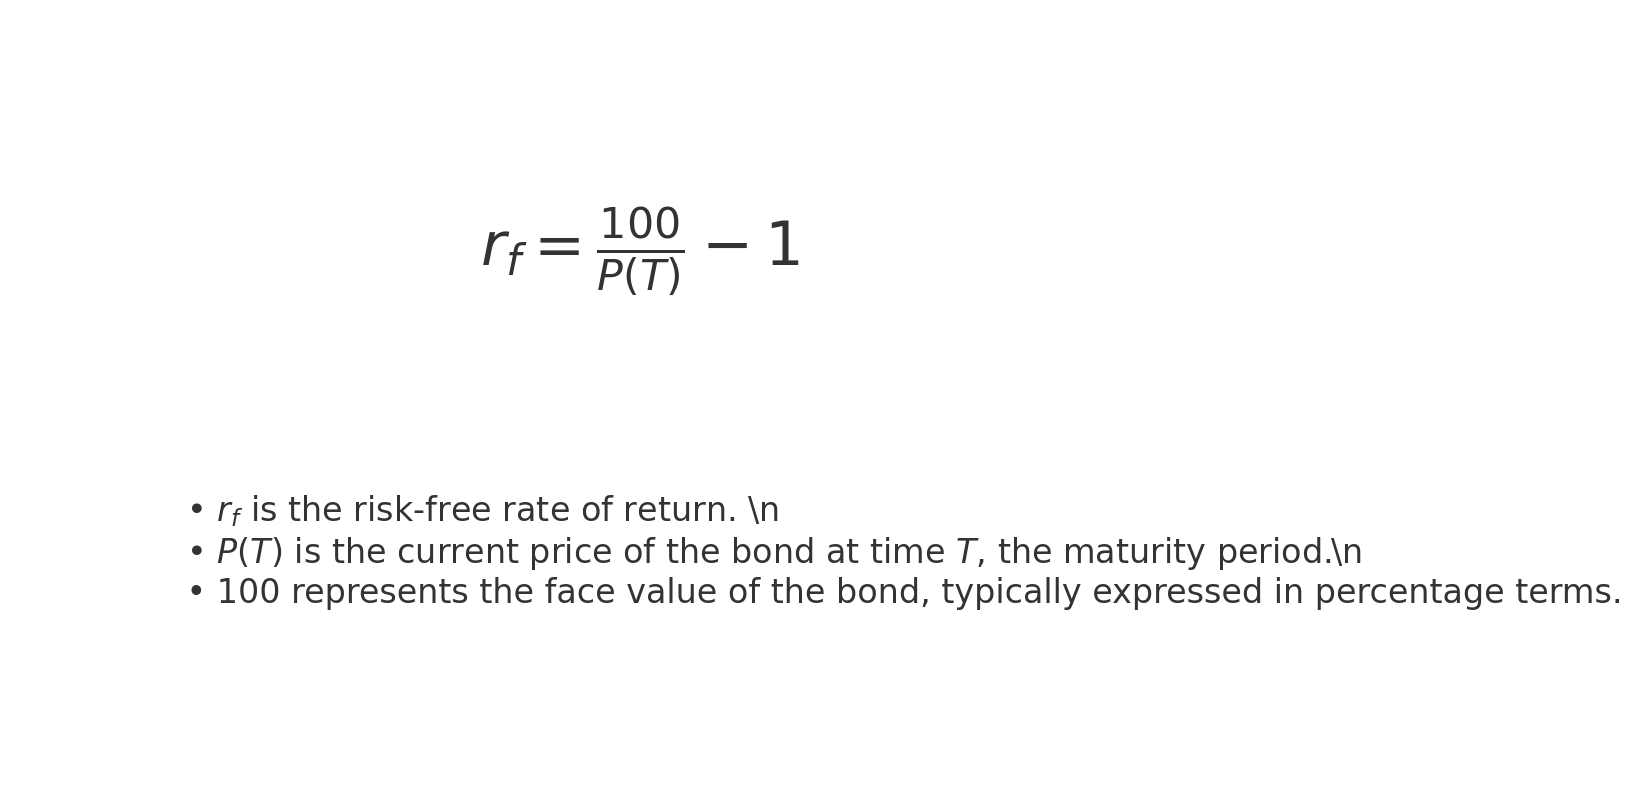 r_f = \frac{100}{P(T)} − 1
• r_f is the risk-free rate of return. \n
• P(T) is the current price of the bond at time T, the maturity period.\n
• 100 represents the face value of the bond, typically expressed in percentage terms.